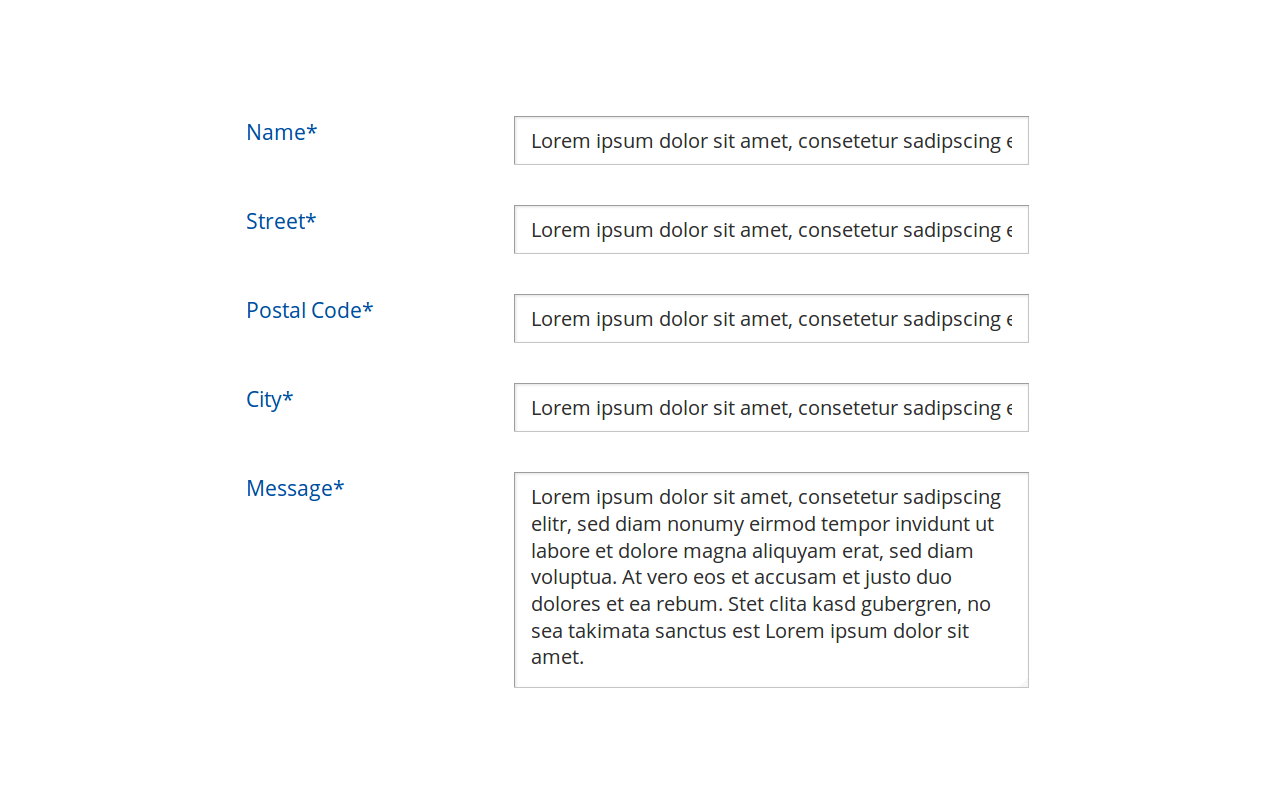 Name*
Lorem ipsum dolor sit amet, consetetur sadipscing
Street*
Lorem ipsum dolor sit amet, consetetur sadipscing
Postal Code*
Lorem ipsum dolor sit amet, consetetur sadipscing
City*
Lorem ipsum dolor sit amet, consetetur sadipscing
Message*
Lorem ipsum dolor sit amet, consetetur sadipscing
elitr, sed diam nonumy eirmod tempor invidunt ut
labore et dolore magna aliquyam erat, sed diam
voluptua. At vero eos et accusam et justo duo
dolores et ea rebum. Stet clita kasd gubergren, no
sea takimata sanctus est Lorem ipsum dolor sit
amet.